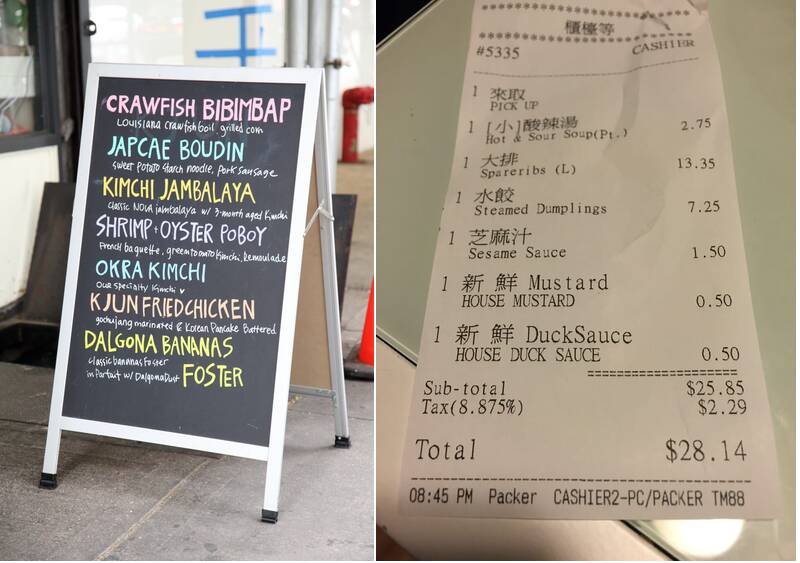 CRAWFISH BIBIMBAP
Louisiana crawfish boil grilled corn
JAPCAE BOUDIN
sweet potato starch noodle, pork sausage
KIMCHI JAMBALAYA
classic NOLA jambalaya w/ 3-month aged kimchi
SHRIMP + OYSTER POBOY
French baguette, green tomato kimchi, Remoulade
OKRA KIMCHI
our specialty kimchi ♥
KJUN FRIED CHICKEN
gochujang marinated & Korean Pancake Battered
DALGONA BANANAS
classic bananas foster
in Parfait w/ Dalgona Dust FOSTER
櫃檯等
#5335 CASHIER
1 來取
PICK UP
1 [小]酸辣湯
Hot & Sour Soup(Pt.) 2.75
1 大排
Spareribs (L) 13.35
1 水餃
Steamed Dumplings 7.25
1 芝麻汁
Sesame Sauce 1.50
1 新 鮮 Mustard
HOUSE MUSTARD 0.50
1 新 鮮 DuckSauce
HOUSE DUCK SAUCE 0.50
Sub-total $25.85
Tax(8.875%) $2.29
Total $28.14
08:45 PM Packer CASHIER2-PC/PACKER TM88